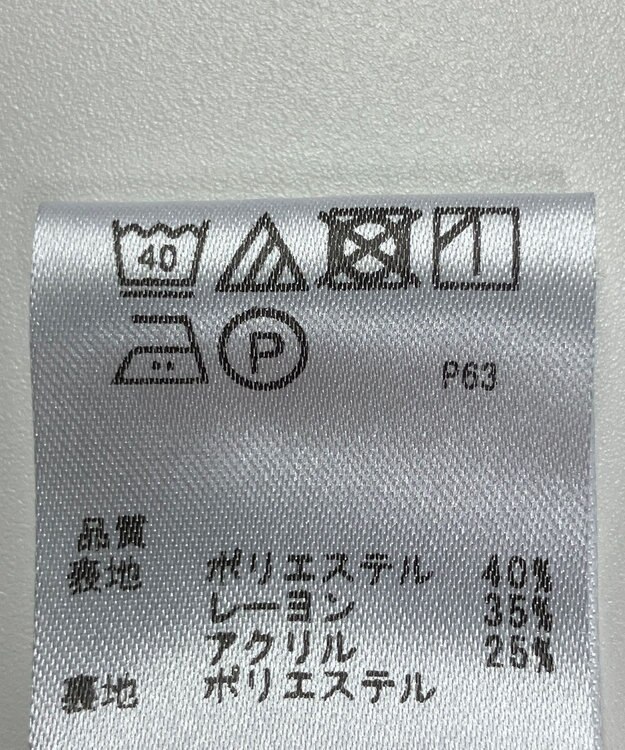 40
P
P63
品質
表地 ポリエステル 40%
レーヨン 35%
アクリル 25%
裏地 ポリエステル